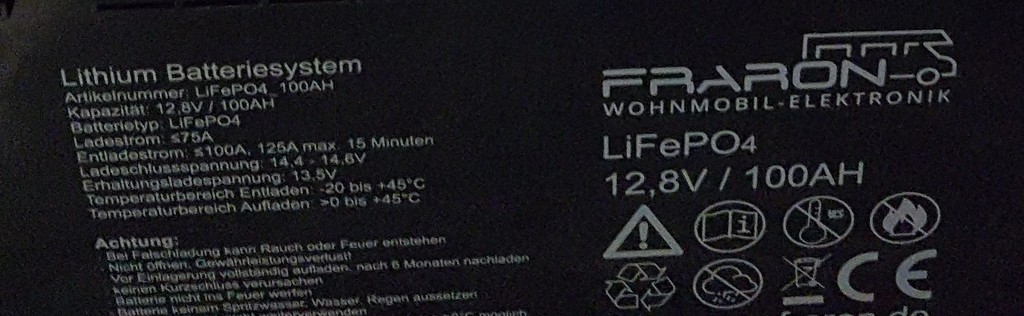 Lithium Batteriesystem
Artikelnummer: LiFePO4_100AH
Kapazität: 12,8V / 100AH
Batterietyp: LiFePO4
Ladestrom: ≤75A
Entladestrom: ≤100A, 125A max. 15 Minuten
Ladeschlussspannung: 14,4 - 14,6V
Erhaltungsladespannung: 13,5V
Temperaturbereich Entladen: -20 bis +45°C
Temperaturbereich Aufladen: >0 bis +45°C
Achtung:
Bei Falschladung kann Rauch oder Feuer entstehen
- Nicht öffnen, Gewährleistungsverlust!
Vor Einlagerung vollständig aufladen, nach 6 Monaten nachladen
keinen Kurzschluss verursachen
Batterie nicht ins Feuer werfen
Batterie keinem Spritzwasser, Wasser, Regen aussetzen
FRARON
WOHNMOBIL-ELEKTRONIK
LiFePO4
12,8V / 100AH
CE